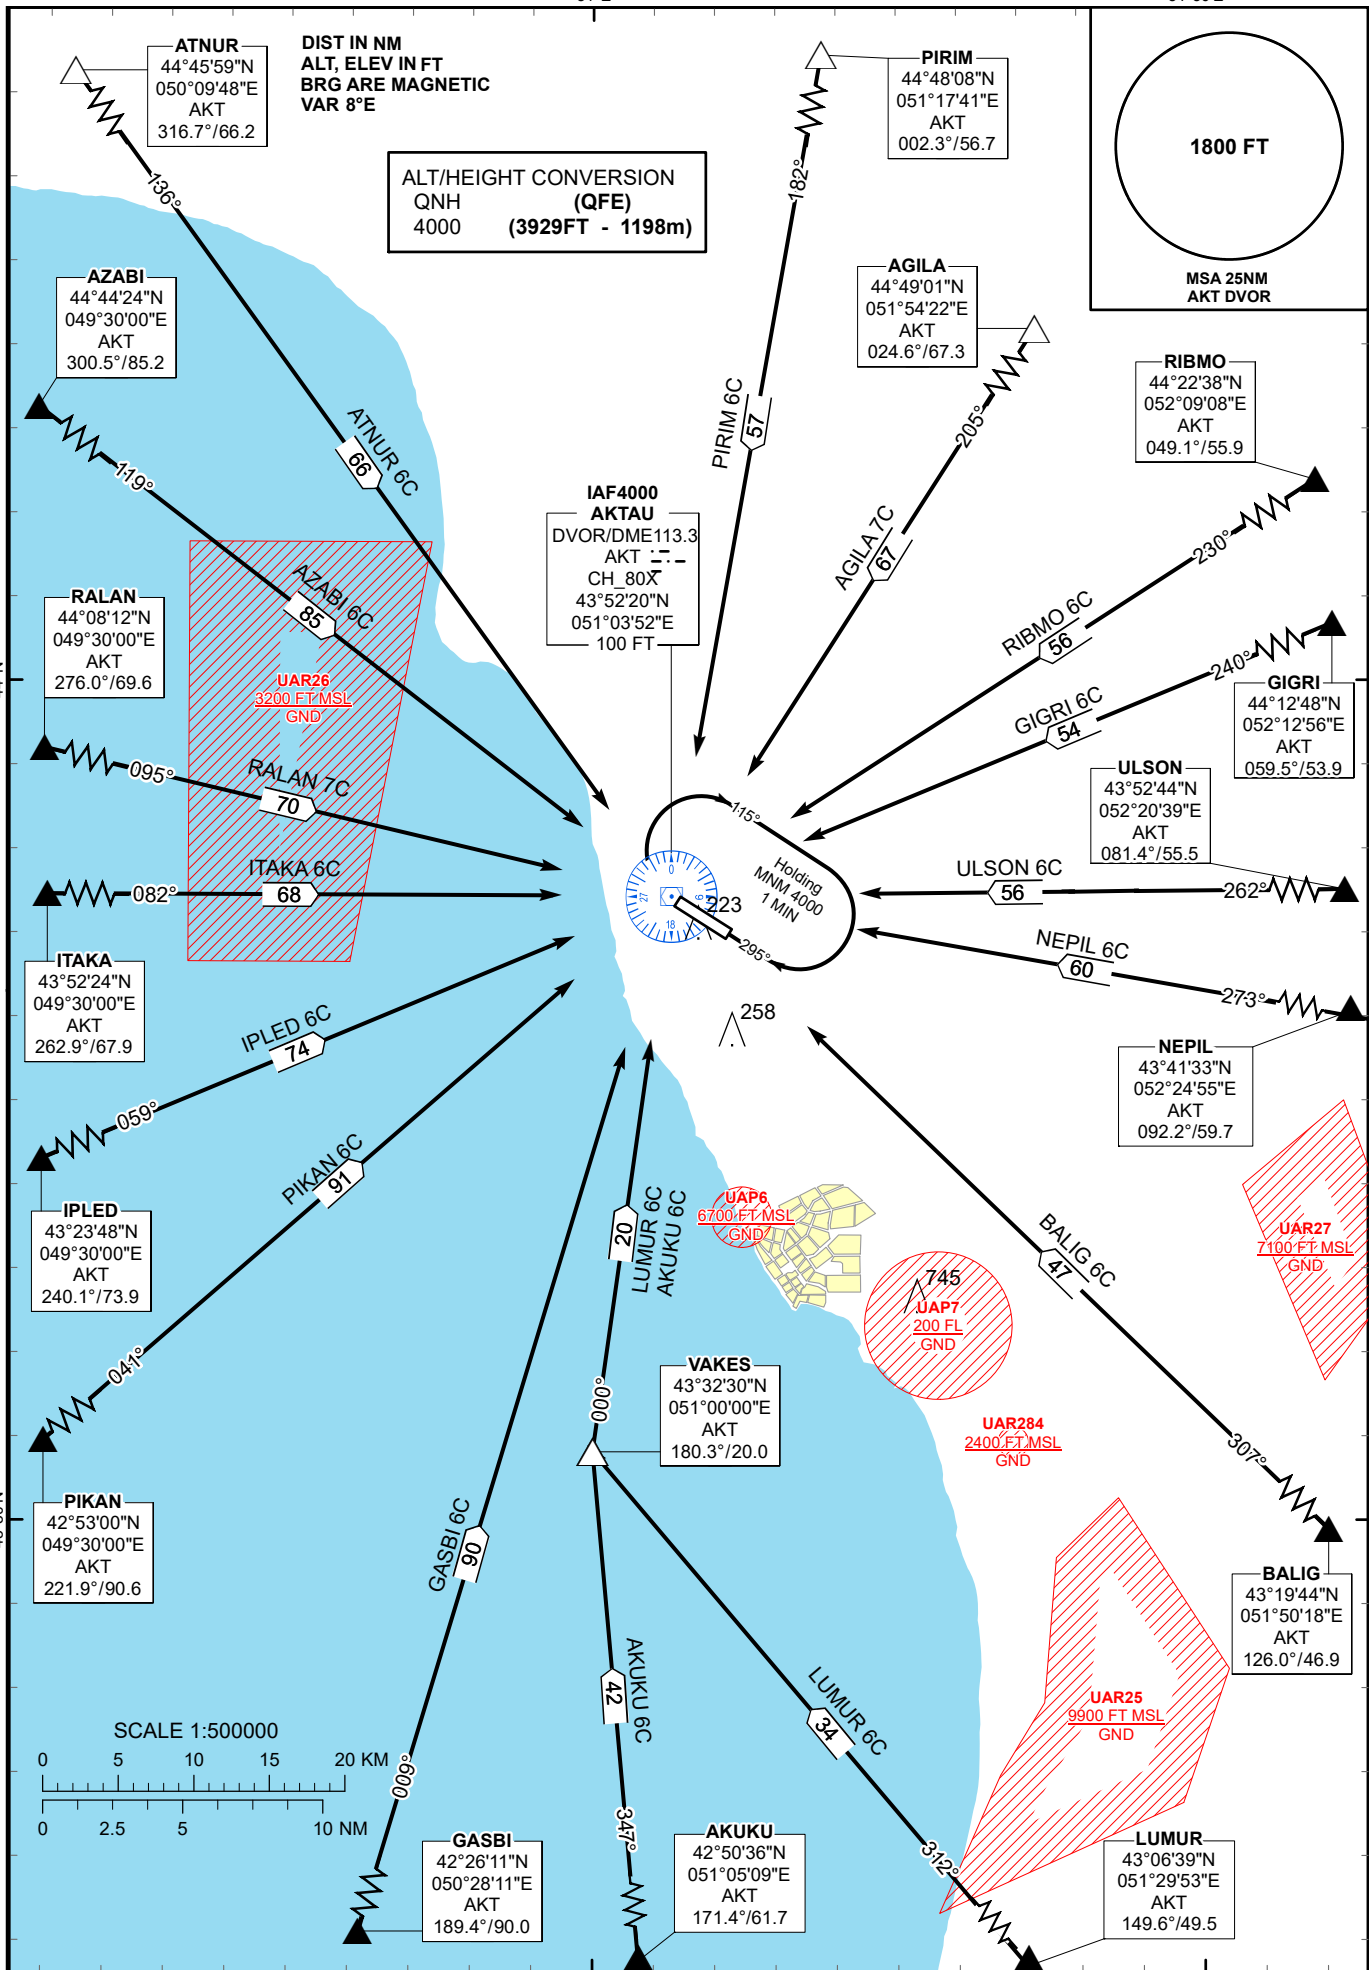 ATNUR
44°45'59"N
050°09'48"E
AKT
316.7°/66.2
DIST IN NM
ALT, ELEV IN FT
BRG ARE MAGNETIC
VAR 8°E
PIRIM
44°48'08"N
051°17'41"E
AKT
002.3°/56.7
1800 FT
MSA 25NM
AKT DVOR
ALT/HEIGHT CONVERSION
QNH (QFE)
4000 (3929FT - 1198m)
136°
182°
AZABI
44°44'24"N
049°30'00"E
AKT
300.5°/85.2
AGILA
44°49'01"N
051°54'22"E
AKT
024.6°/67.3
RIBMO
44°22'38"N
052°09'08"E
AKT
049.1°/55.9
ATNUR 6C
66
PIRIM 6C
57
205°
119°
AGILA 7C
67
230°
IAF4000
AKTAU
DVOR/DME113.3
AKT
CH_80X
43°52'20"N
051°03'52"E
100 FT
AZABI 6C
85
RALAN
44°08'12"N
049°30'00"E
AKT
276.0°/69.6
RIBMO 6C
56
240°
GIGRI
44°12'48"N
052°12'56"E
AKT
059.5°/53.9
UAR26
3200 FT MSL
GND
GIGRI 6C
54
095°
RALAN 7C
70
ULSON
43°52'44"N
052°20'39"E
AKT
081.4°/55.5
115°
Holding
MNM 4000
1 MIN
295°
0
9
18
27
223
082°
ITAKA 6C
68
ULSON 6C
56
262°
ITAKA
43°52'24"N
049°30'00"E
AKT
262.9°/67.9
NEPIL 6C
60
273°
IPLED 6C
74
258
NEPIL
43°41'33"N
052°24'55"E
AKT
092.2°/59.7
059°
PIKAN 6C
91
IPLED
43°23'48"N
049°30'00"E
AKT
240.1°/73.9
20
LUMUR 6C
AKUKU 6C
UAP6
6700 FT MSL
GND
BALIG 6C
47
UAR27
7100 FT MSL
GND
745
UAP7
200 FL
GND
041°
VAKES
43°32'30"N
051°00'00"E
AKT
180.3°/20.0
000°
UAR284
2400 FT MSL
GND
307°
PIKAN
42°53'00"N
049°30'00"E
AKT
221.9°/90.6
GASBI 6C
90
BALIG
43°19'44"N
051°50'18"E
AKT
126.0°/46.9
AKUKU 6C
42
LUMUR 6C
34
UAR25
9900 FT MSL
GND
SCALE 1:500000
0 5 10 15 20 KM
0 2.5 5 10 NM
009°
347°
312°
GASBI
42°26'11"N
050°28'11"E
AKT
189.4°/90.0
AKUKU
42°50'36"N
051°05'09"E
AKT
171.4°/61.7
LUMUR
43°06'39"N
051°29'53"E
AKT
149.6°/49.5